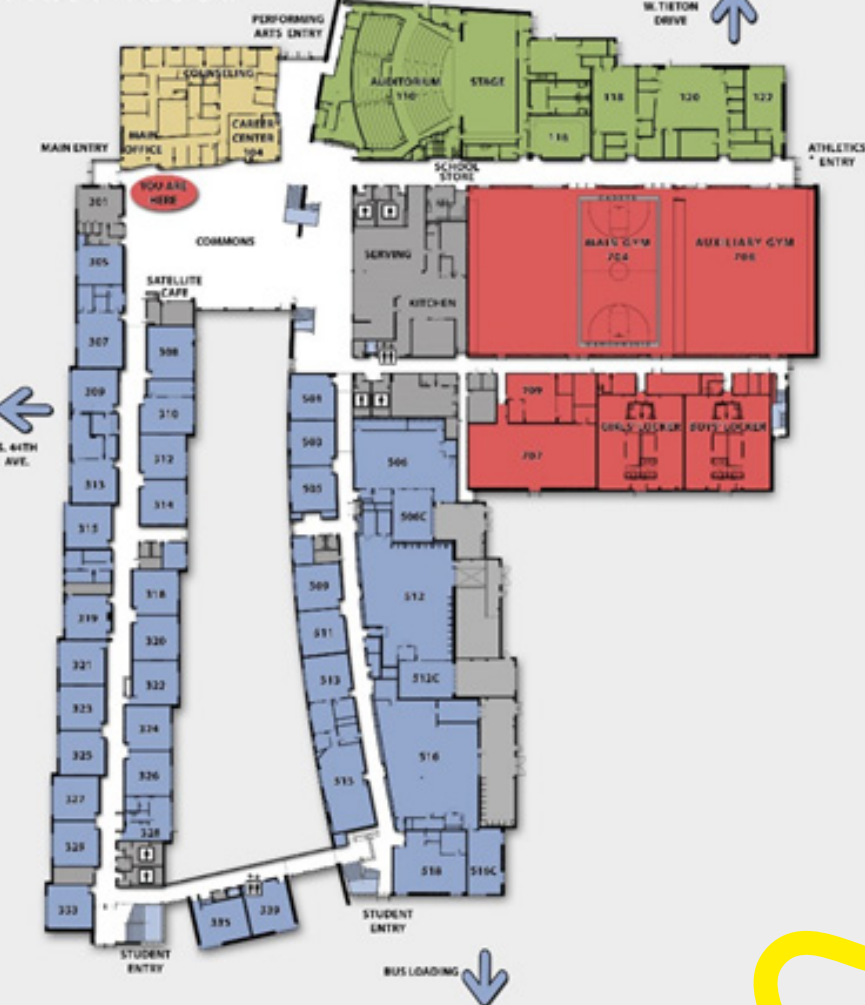 PERFORMING
ARTS ENTRY
W. TIETON
DRIVE
COUNSELING
AUDITORIUM
110
STAGE
118
120
122
116
MAIN
OFFICE
CAREER
CENTER
104
MAIN ENTRY
ATHLETICS
ENTRY
SCHOOL
STORE
YOU ARE
HERE
301
COMMONS
SERVING
KITCHEN
MAIN GYM
704
AUXILIARY GYM
SATELLITE
CAFE
305
307
308
309
310
312
313
314
315
318
319
320
321
322
323
324
325
326
327
328
329
333
335
339
501
503
505
506
506C
509
511
512
512C
513
515
516
518
516C
709
707
GIRLS LOCKER
BOYS LOCKER
S. 44TH
AVE.
STUDENT
ENTRY
STUDENT
ENTRY
BUS LOADING